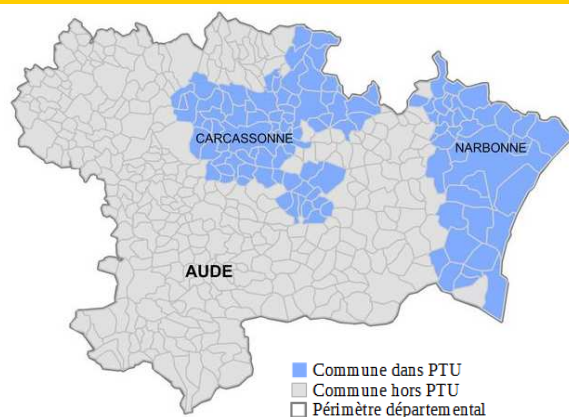 CARCASSONNE
NARBONNE
AUDE
Commune dans PTU
Commune hors PTU
Périmètre départemental